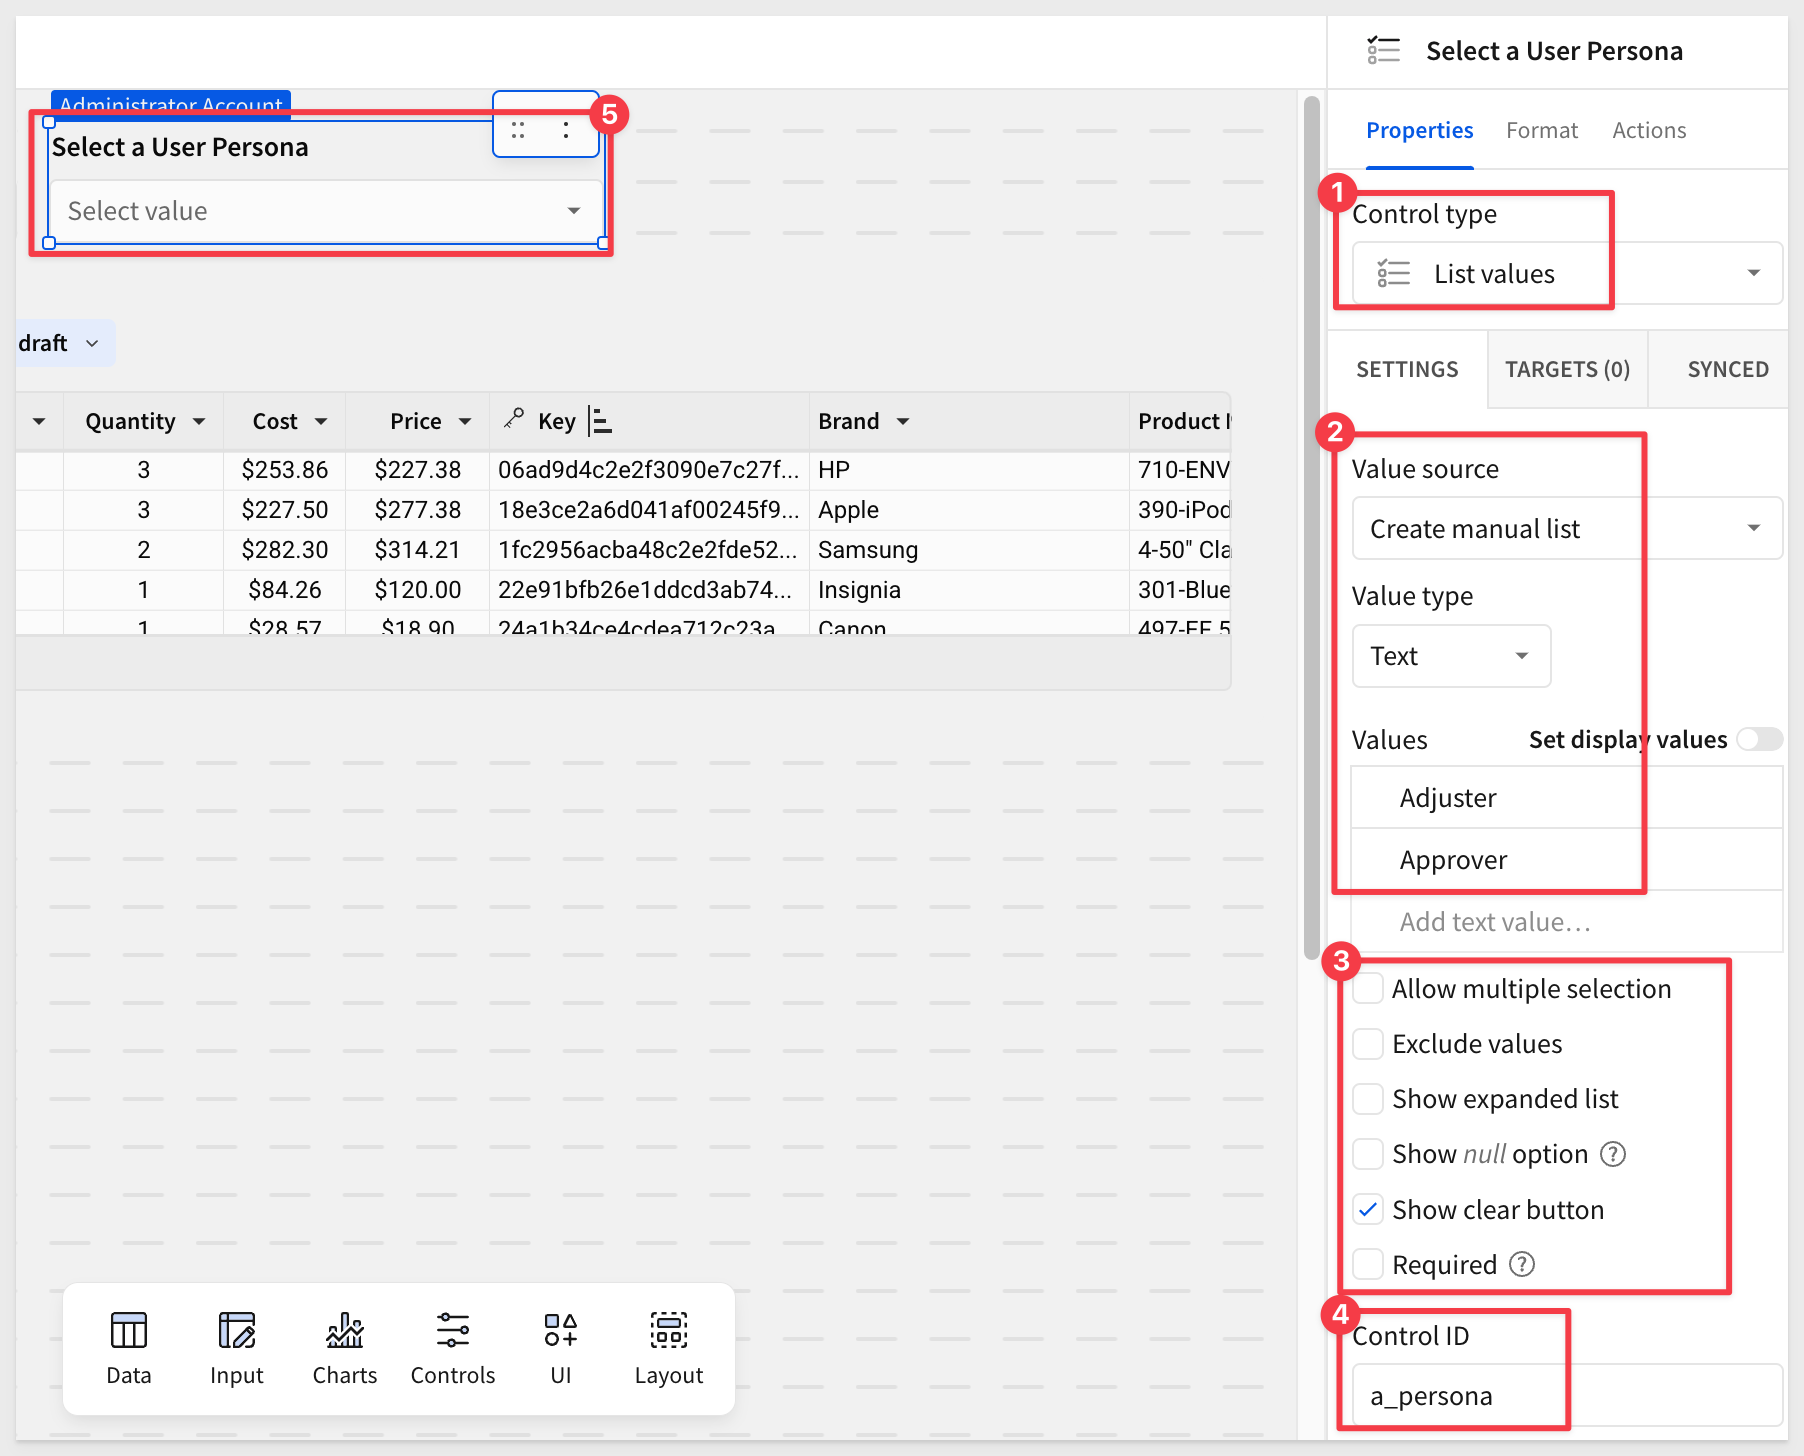 Select a User Persona
Administrator Account
5
Select a User Persona
Select value
draft
Quantity Cost Price Key Brand Product
3 $253.86 $227.38 06ad9d4c2e2f3090e7c27f... HP 710-ENV
3 $227.50 $277.38 18e3ce2a6d041af00245f9... Apple 390-iPod
2 $282.30 $314.21 1fc2956acba48c2e2fde52... Samsung 4-50" Cla
1 $84.26 $120.00 22e91bfb26e1ddcd3ab74... Insignia 301-Blue
1 $28.57 $18.90 24a1b34ce4cdea712c23a Canon 497-EF 5
Data Input Charts Controls UI Layout
Properties Format Actions
1
Control type
List values
SETTINGS TARGETS (0) SYNCED
2
Value source
Create manual list
Value type
Text
Values Set display values
Adjuster
Approver
Add text value…
3
Allow multiple selection
Exclude values
Show expanded list
Show null option ?
Show clear button
Required ?
4
Control ID
a_persona